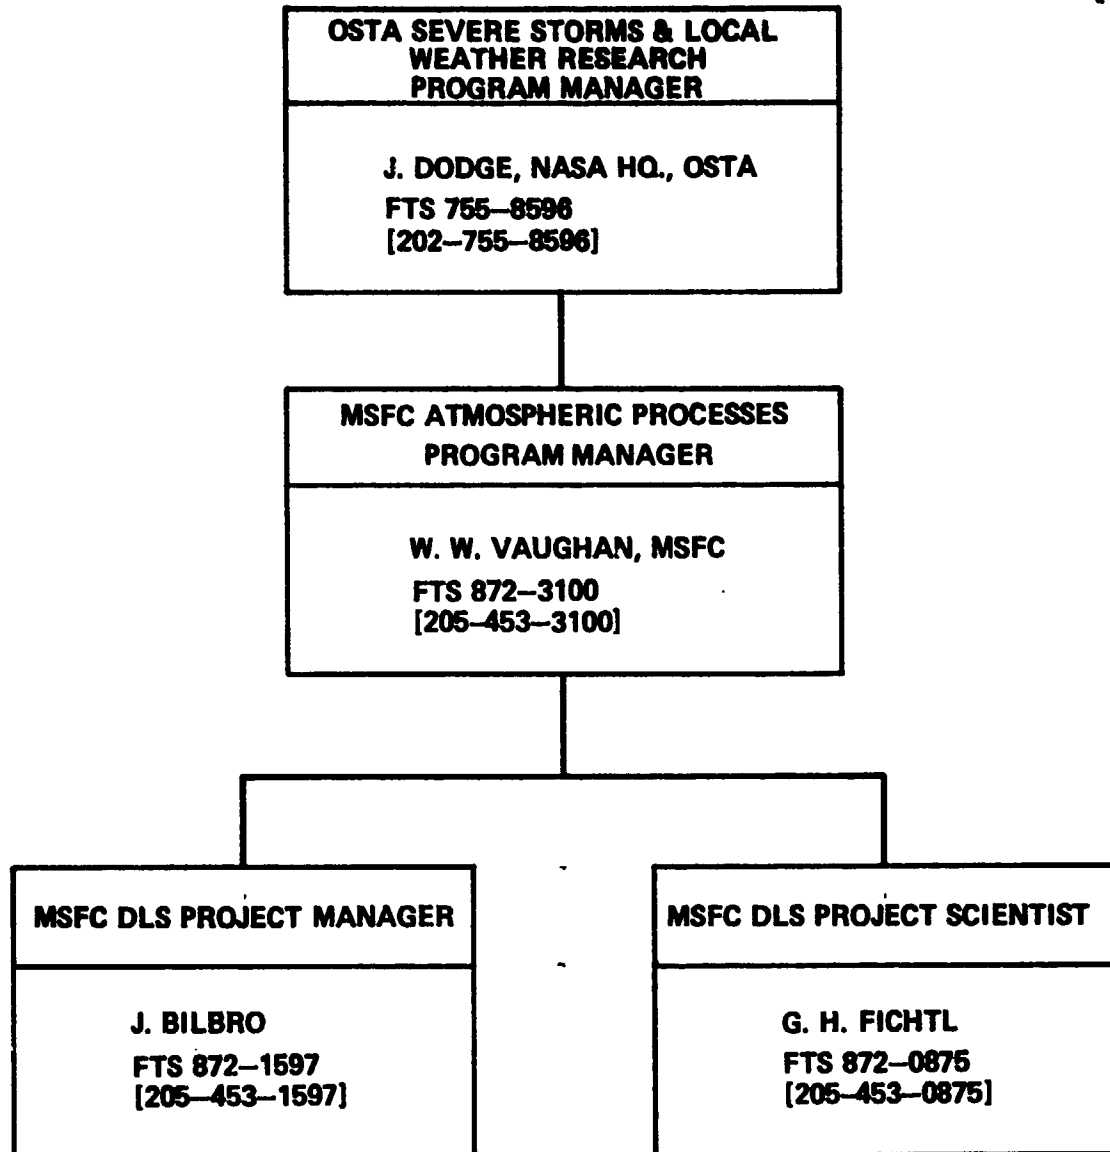 OSTA SEVERE STORMS & LOCAL
WEATHER RESEARCH
PROGRAM MANAGER
J. DODGE, NASA HQ., OSTA
FTS 755–8596
[202–755–8596]
MSFC ATMOSPHERIC PROCESSES
PROGRAM MANAGER
W. W. VAUGHAN, MSFC
FTS 872–3100
[205–453–3100]
MSFC DLS PROJECT MANAGER
J. BILBRO
FTS 872–1597
[205–453–1597]
MSFC DLS PROJECT SCIENTIST
G. H. FICHTL
FTS 872–0875
[205–453–0875]